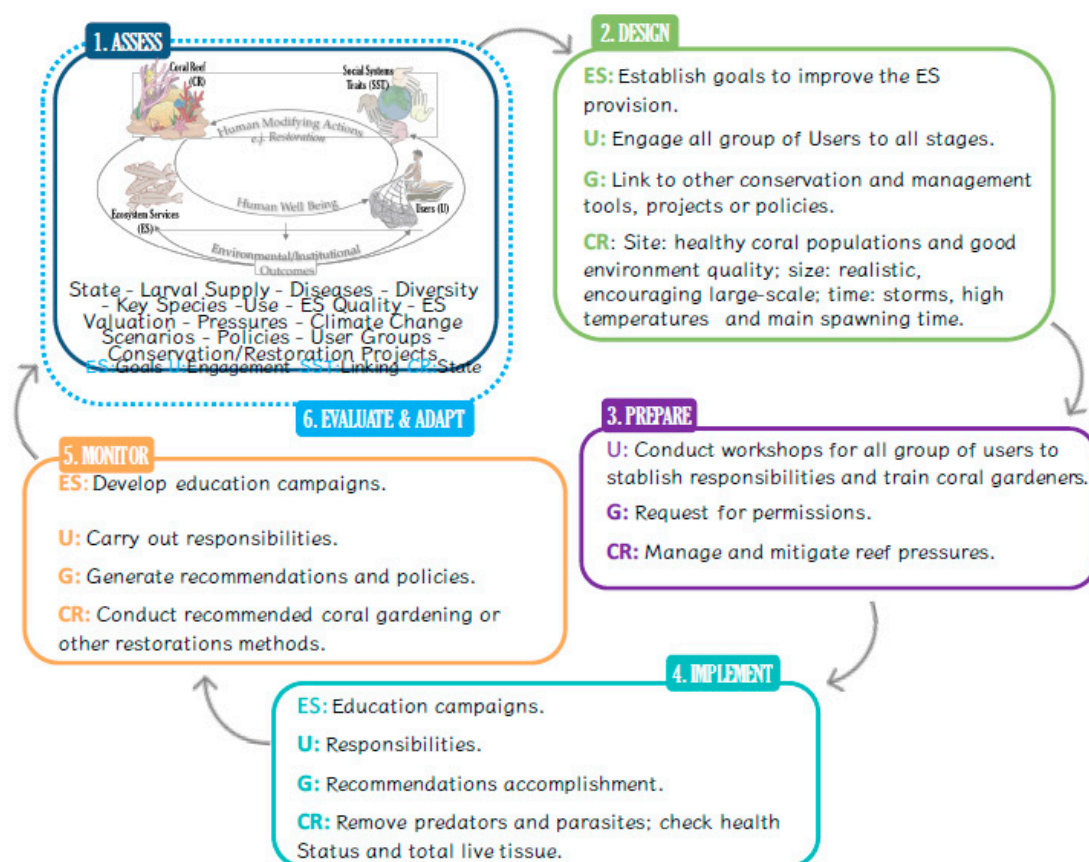 1. ASSESS
Coral Reef
(CR)
Social Systems
Traits (SST)
Human Modifying Actions
e.j. Restoration
Human Well Being
Ecosystem Services
(ES)
Users (U)
Environmental/Institutional
Outcomes
State - Larval Supply - Diseases - Diversity
- Key Species -Use - ES Quality - ES
Valuation - Pressures - Climate Change
Scenarios - Policies - User Groups -
Conservation/Restoration Projects
ES:Goals U:Engagement SST:Linking CR:State
6. EVALUATE & ADAPT
2. DESIGN
ES: Establish goals to improve the ES
provision.
U: Engage all group of Users to all stages.
G: Link to other conservation and management
tools, projects or policies.
CR: Site: healthy coral populations and good
environment quality; size: realistic,
encouraging large-scale; time: storms, high
temperatures and main spawning time.
3. PREPARE
U: Conduct workshops for all group of users to
stablish responsibilities and train coral gardeners.
G: Request for permissions.
CR: Manage and mitigate reef pressures.
4. IMPLEMENT
ES: Education campaigns.
U: Responsibilities.
G: Recommendations accomplishment.
CR: Remove predators and parasites; check health
Status and total live tissue.
5. MONITOR
ES: Develop education campaigns.
U: Carry out responsibilities.
G: Generate recommendations and policies.
CR: Conduct recommended coral gardening or
other restorations methods.